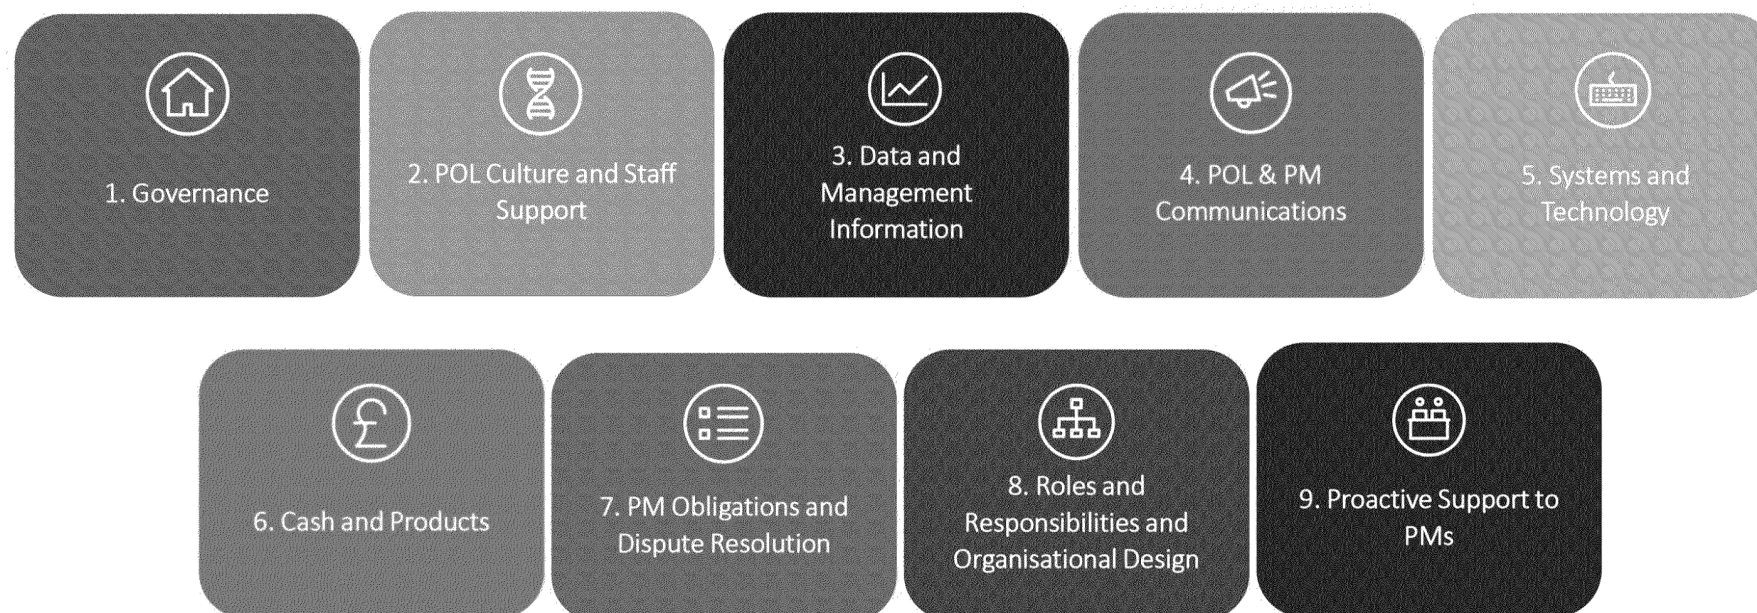 1. Governance
2. POL Culture and Staff
Support
3. Data and
Management
Information
4. POL & PM
Communications
5. Systems and
Technology
6. Cash and Products
7. PM Obligations and
Dispute Resolution
8. Roles and
Responsibilities and
Organisational Design
9. Proactive Support to
PMs